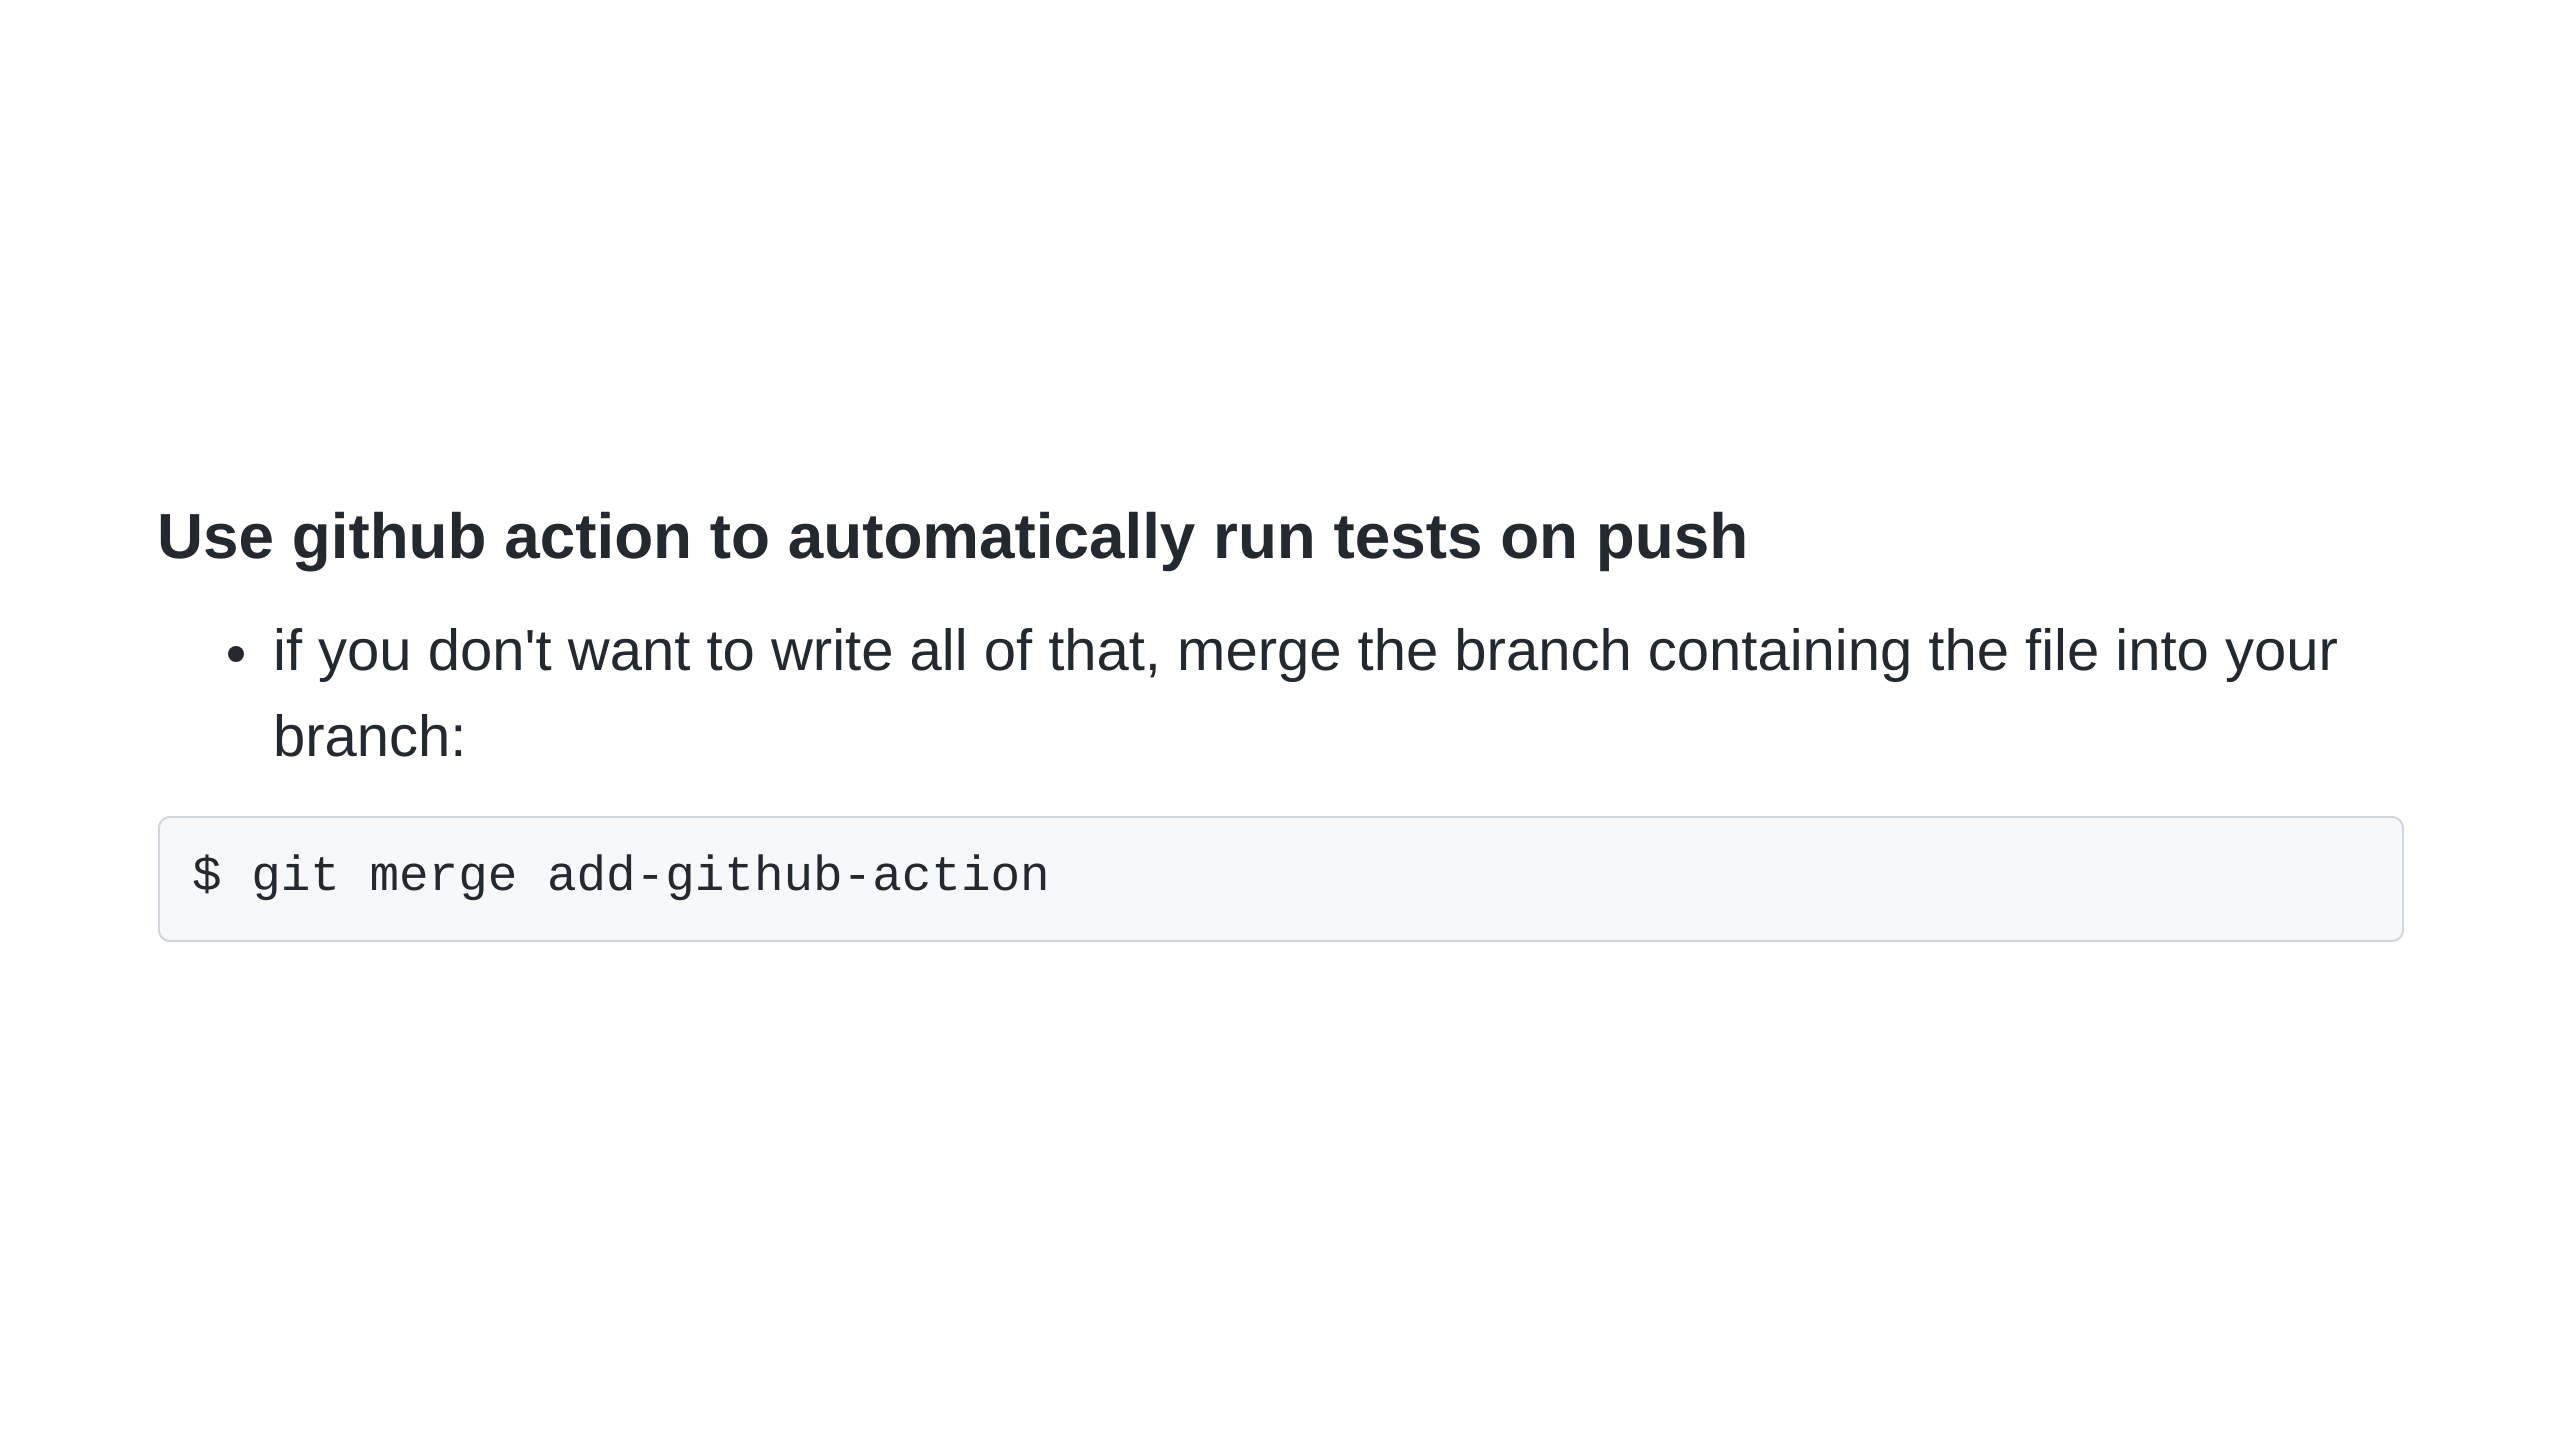 Use github action to automatically run tests on push
• if you don't want to write all of that, merge the branch containing the file into your
branch:
$ git merge add-github-action